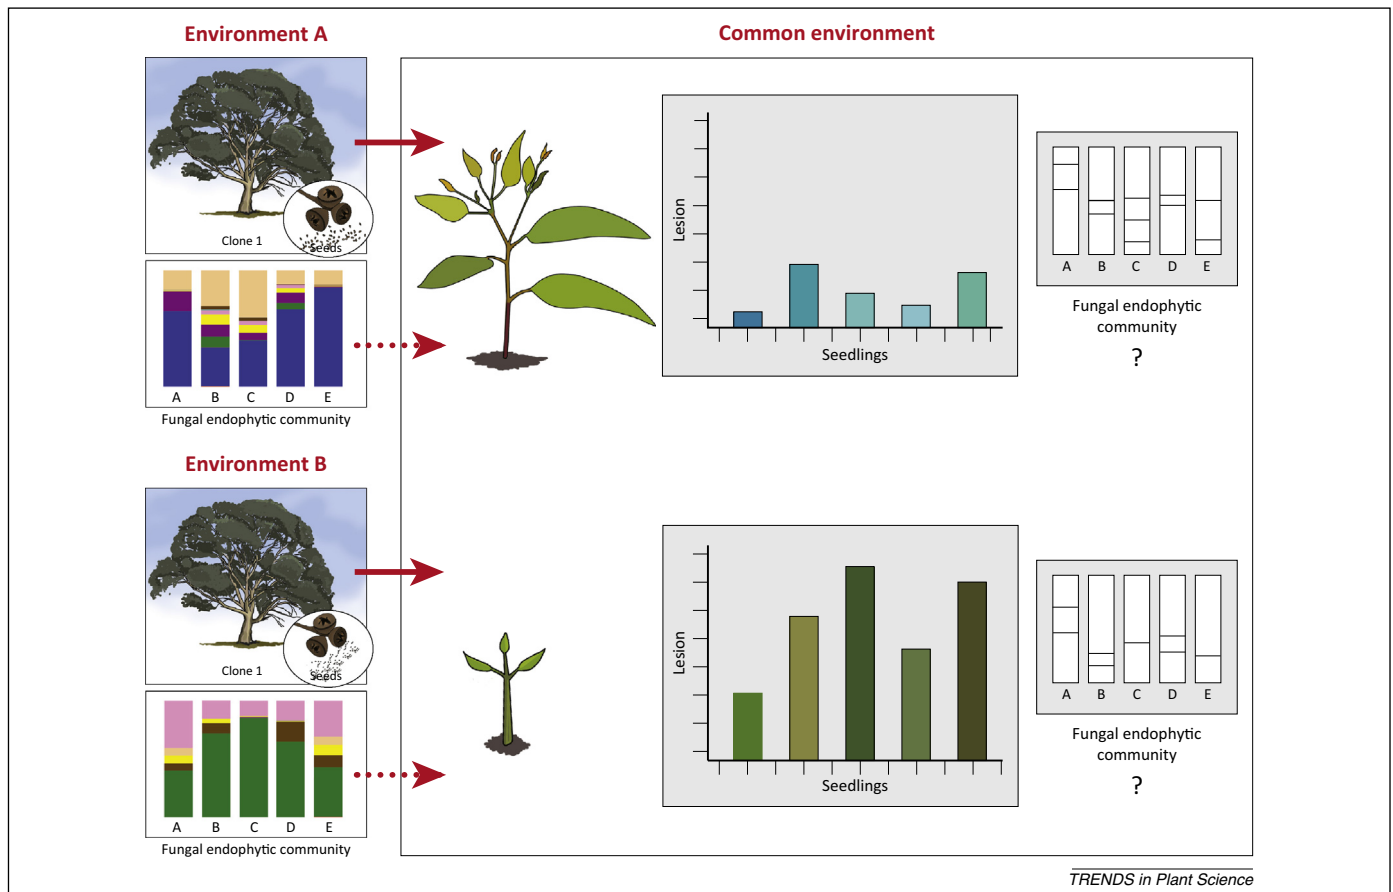 Environment A
Common environment
Clone 1
Seeds
A B C D E
Fungal endophytic community
Lesion
Seedlings
A B C D E
Fungal endophytic
community
?
Environment B
Clone 1
Seeds
A B C D E
Fungal endophytic community
Lesion
Seedlings
A B C D E
Fungal endophytic
community
?
TRENDS in Plant Science